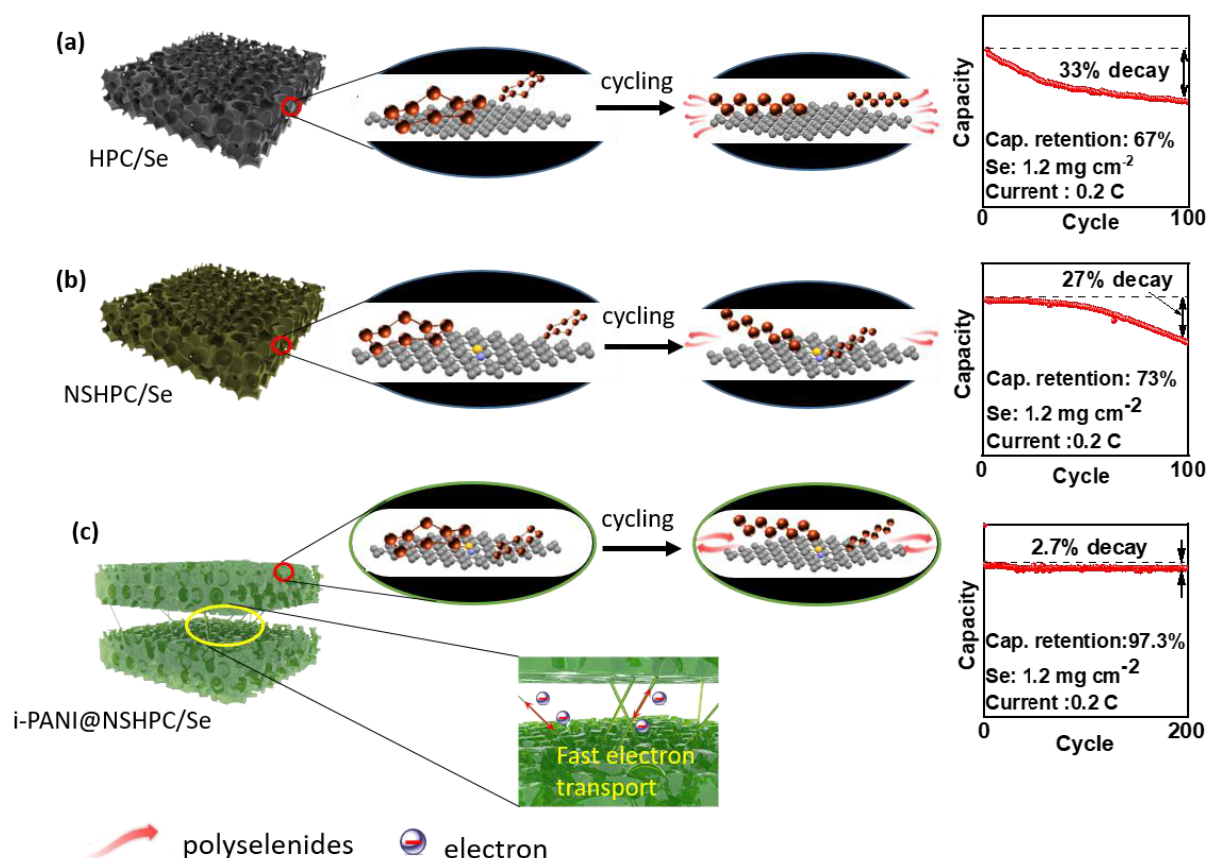 (a)
HPC/Se
cycling
Capacity
33% decay
Cap. retention: 67%
Se: 1.2 mg cm-2
Current : 0.2 C
0
Cycle
100
(b)
NSHPC/Se
cycling
Capacity
27% decay
Cap. retention: 73%
Se: 1.2 mg cm-2
Current :0.2 C
0
Cycle
100
(c)
i-PANI@NSHPC/Se
cycling
Fast electron
transport
Capacity
2.7% decay
Cap. retention:97.3%
Se: 1.2 mg cm-2
Current :0.2 C
0
Cycle
200
polyselenides
electron